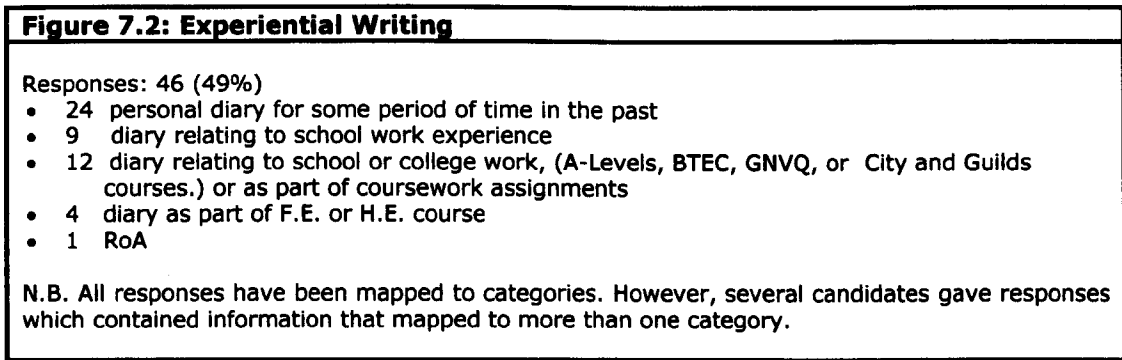 Figure 7.2: Experiential Writing
Responses: 46 (49%)
• 24 personal diary for some period of time in the past
• 9 diary relating to school work experience
• 12 diary relating to school or college work, (A-Levels, BTEC, GNVQ, or City and Guilds
courses.) or as part of coursework assignments
• 4 diary as part of F.E. or H.E. course
• 1 RoA
N.B. All responses have been mapped to categories. However, several candidates gave responses
which contained information that mapped to more than one category.